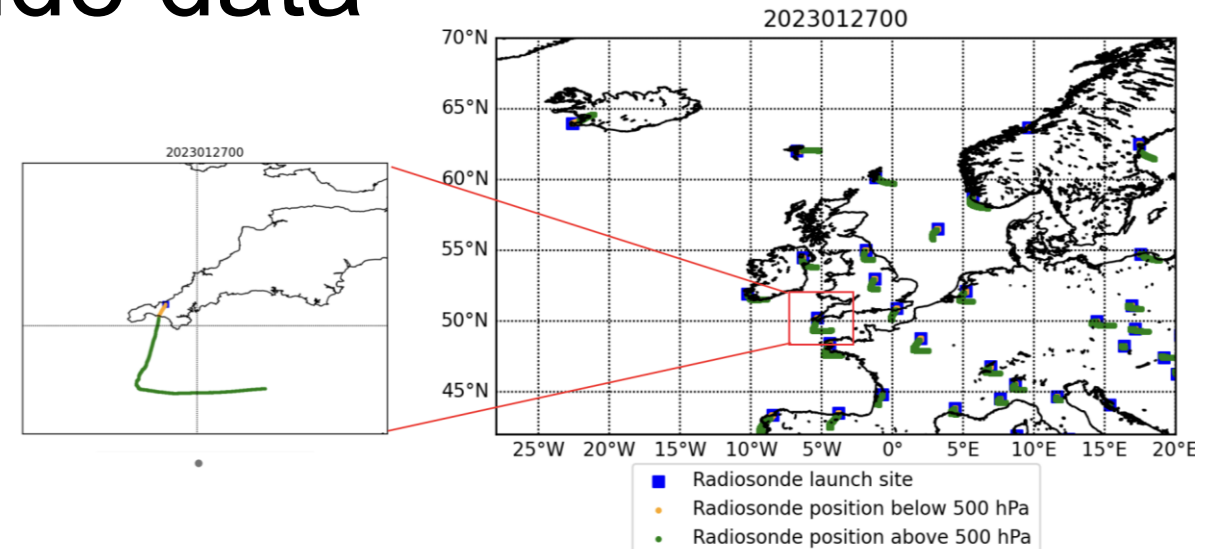 2023012700
70°N
65°N
60°N
55°N
50°N
45°N
25°W 20°W 15°W 10°W 5°W 0° 5°E 10°E 15°E 20°E
2023012700
Radiosonde launch site
Radiosonde position below 500 hPa
Radiosonde position above 500 hPa